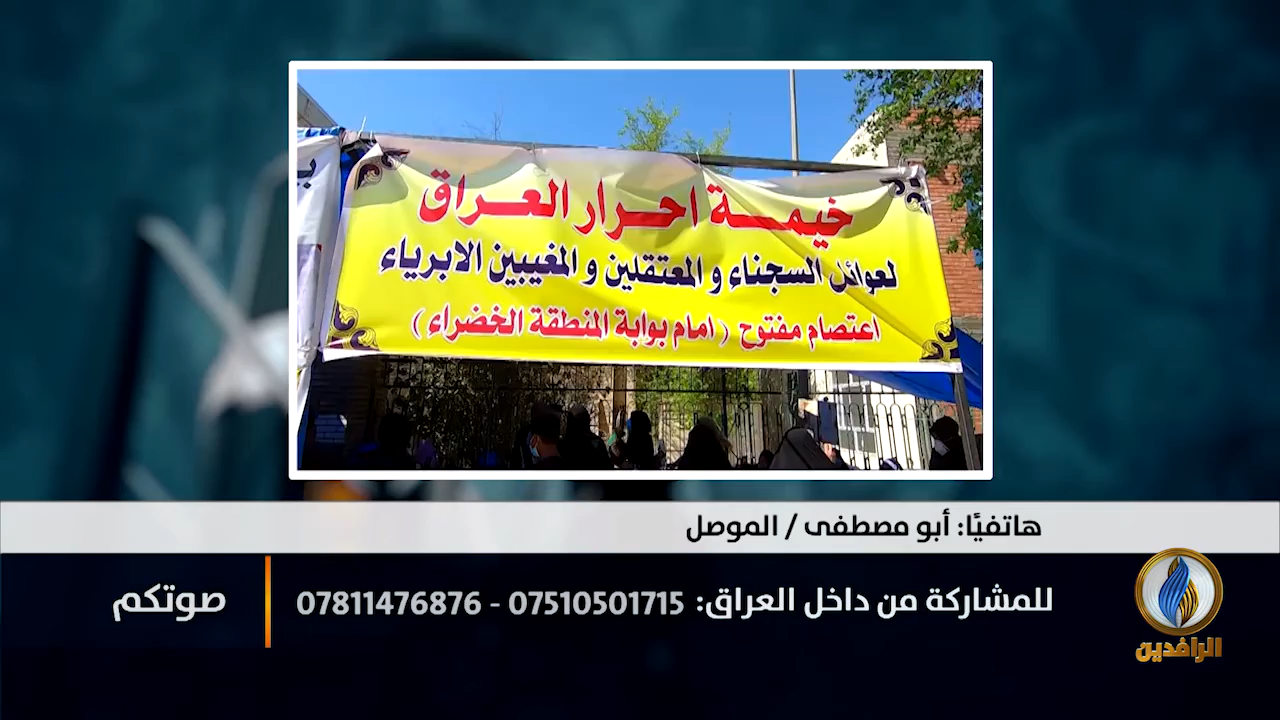 خيمة احرار العراق
لعوائل السجناء و المعتقلين و المغيبين الابرياء
اعتصام مفتوح ( امام بوابة المنطقة الخضراء )
هاتفيًا: أبو مصطفى / الموصل
للمشاركة من داخل العراق: 07510501715 - 07811476876
صوتكم
الرافدين